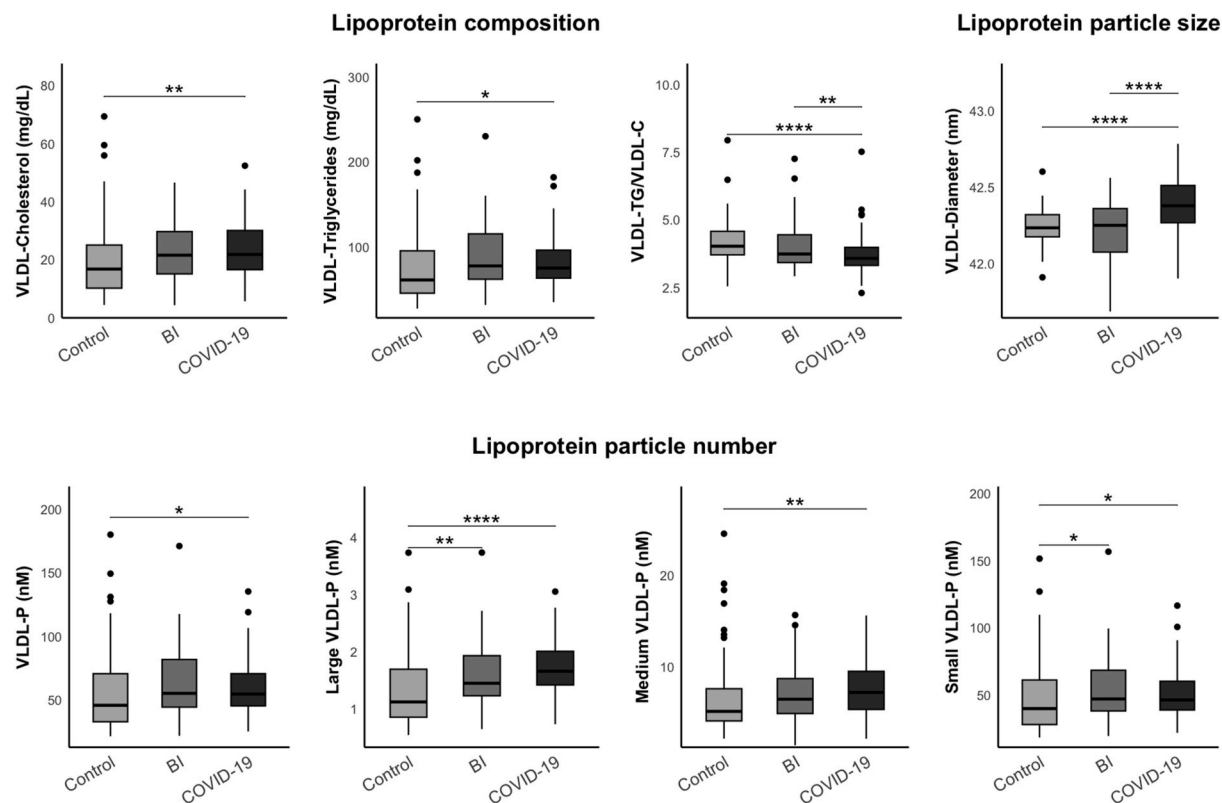 Lipoprotein composition
Lipoprotein particle size
VLDL-Cholesterol (mg/dL)
80
60
40
20
0
**
Control
BI
COVID-19
VLDL-Triglycerides (mg/dL)
300
200
100
*
Control
BI
COVID-19
VLDL-TG/VLDL-C
10.0
7.5
5.0
2.5
**
****
Control
BI
COVID-19
VLDL-Diameter (nm)
43.0
42.5
42.0
****
****
Control
BI
COVID-19
Lipoprotein particle number
VLDL-P (nM)
200
150
100
50
*
Control
BI
COVID-19
Large VLDL-P (nM)
4
3
2
1
****
**
Control
BI
COVID-19
Medium VLDL-P (nM)
20
10
**
Control
BI
COVID-19
Small VLDL-P (nM)
200
150
100
50
*
*
Control
BI
COVID-19